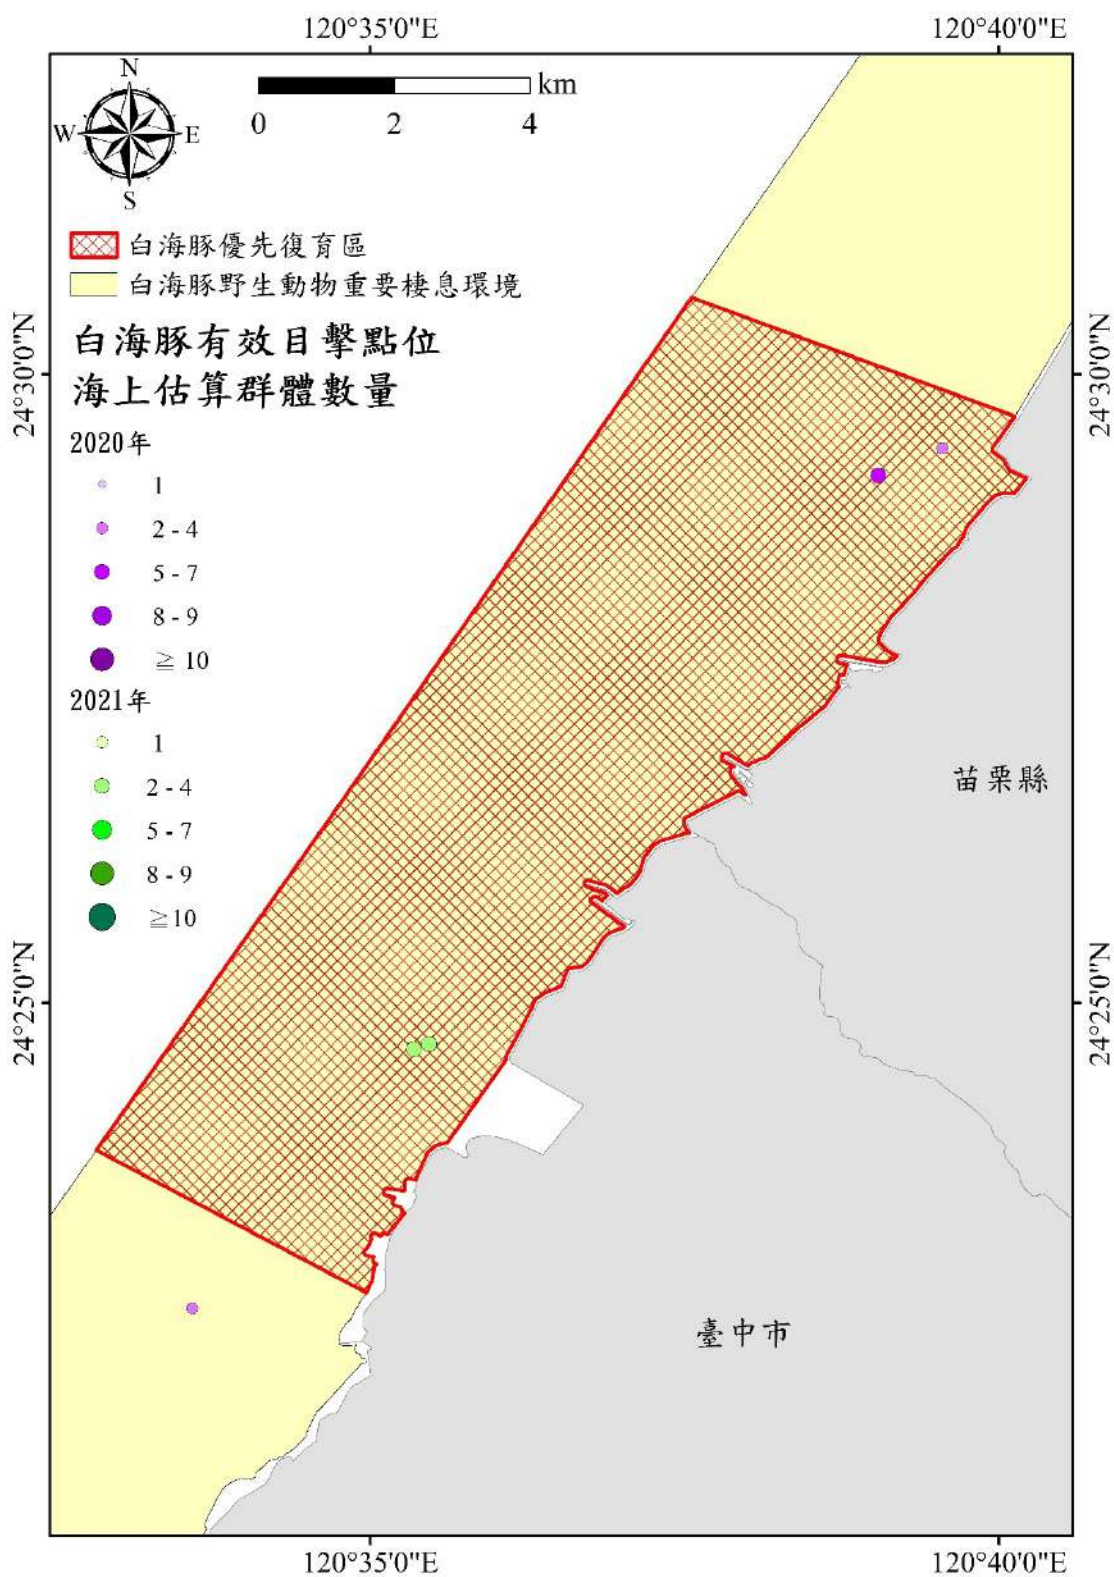 120°35'0"E
120°40'0"E
N
W
E
S
km
0
2
4
白海豚優先復育區
白海豚野生動物重要棲息環境
白海豚有效目擊點位
海上估算群體數量
2020年
1
2 - 4
5 - 7
8 - 9
≧ 10
2021年
1
2 - 4
5 - 7
8 - 9
≧10
24°30'0"N
24°30'0"N
苗栗縣
24°25'0"N
24°25'0"N
臺中市
120°35'0"E
120°40'0"E